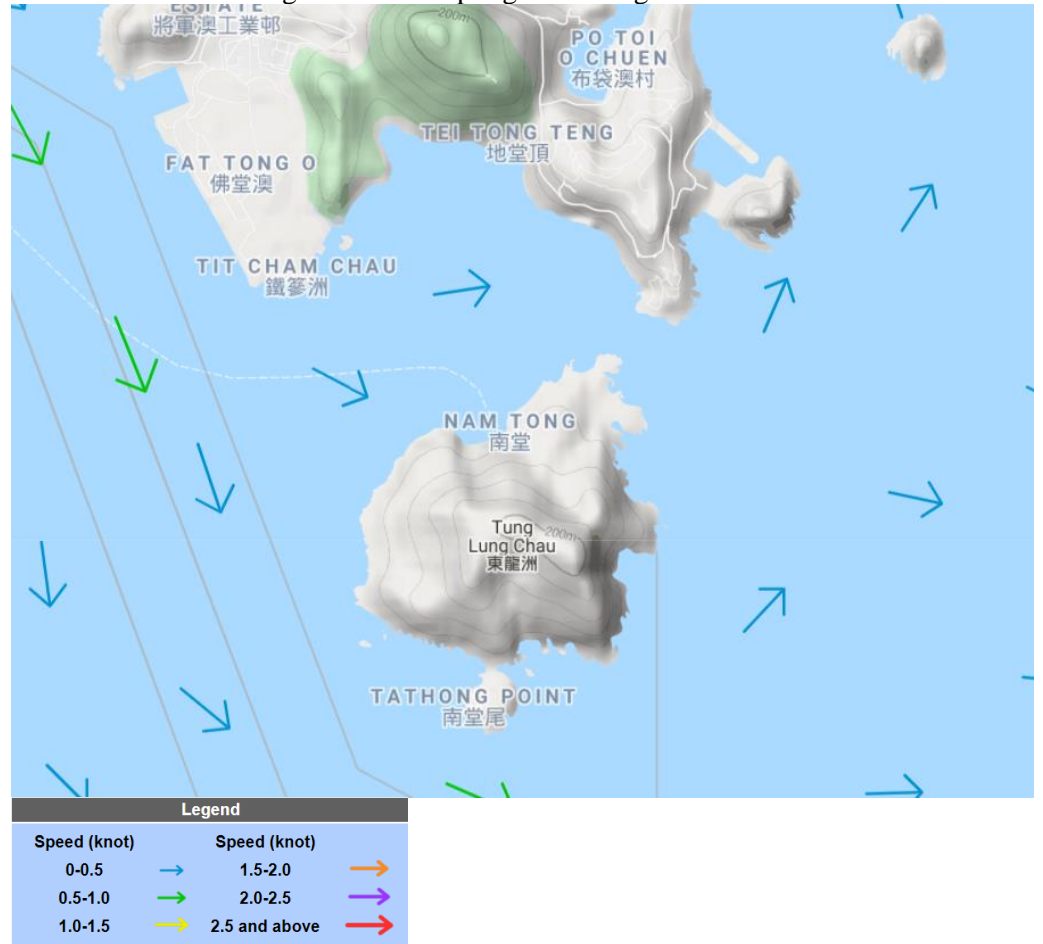 ESTATE
將軍澳工業邨
200m
PO TOI
O CHUEN
布袋澳村
TEI TONG TENG
地堂頂
FAT TONG O
佛堂澳
TIT CHAM CHAU
鐵篸洲
NAM TONG
南堂
Tung
Lung Chau
東龍洲
200m
TATHONG POINT
南堂尾
Legend
Speed (knot) Speed (knot)
0-0.5 1.5-2.0
0.5-1.0 2.0-2.5
1.0-1.5 2.5 and above